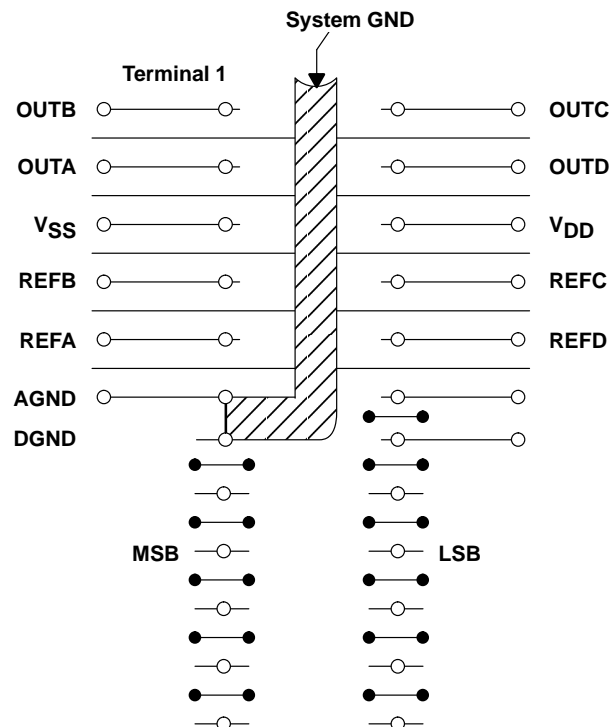 System GND
Terminal 1
OUTB
OUTC
OUTA
OUTD
VSS
VDD
REFB
REFC
REFA
REFD
AGND
DGND
MSB
LSB